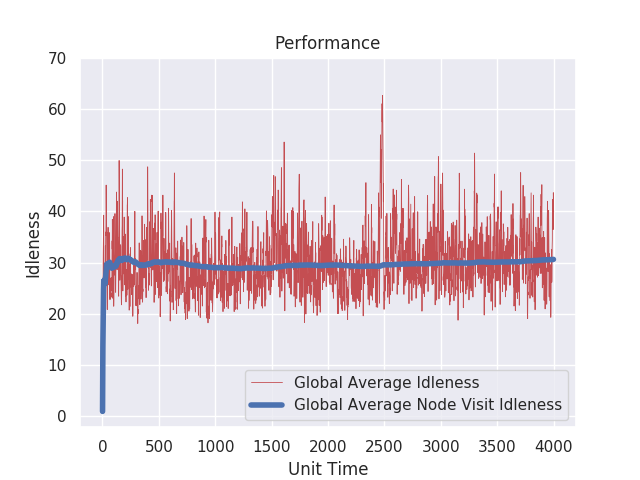 Performance
70
60
50
40
30
20
10
0
Idleness
Global Average Idleness
Global Average Node Visit Idleness
0 500 1000 1500 2000 2500 3000 3500 4000
Unit Time